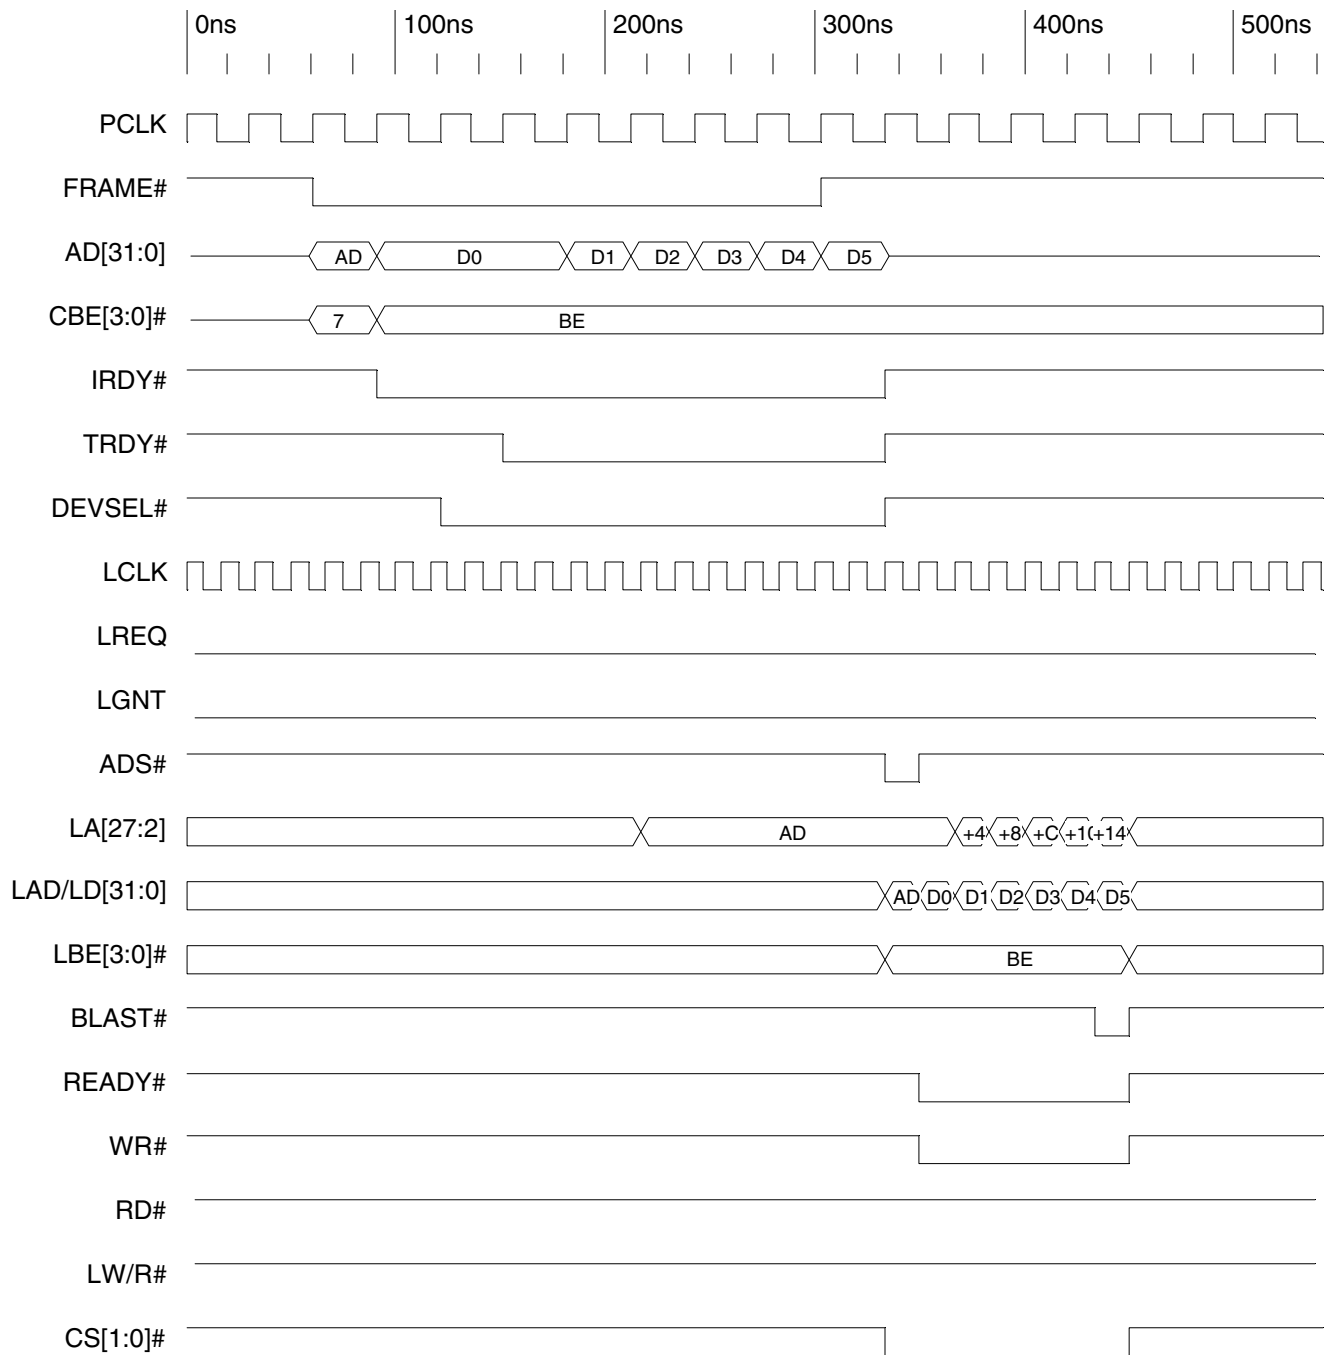 0ns 100ns 200ns 300ns 400ns 500ns
PCLK
FRAME#
AD[31:0] AD D0 D1 D2 D3 D4 D5
CBE[3:0]# 7 BE
IRDY#
TRDY#
DEVSEL#
LCLK
LREQ
LGNT
ADS#
LA[27:2] AD +4 +8 +C +10 +14
LAD/LD[31:0] AD D0 D1 D2 D3 D4 D5
LBE[3:0]# BE
BLAST#
READY#
WR#
RD#
LW/R#
CS[1:0]#